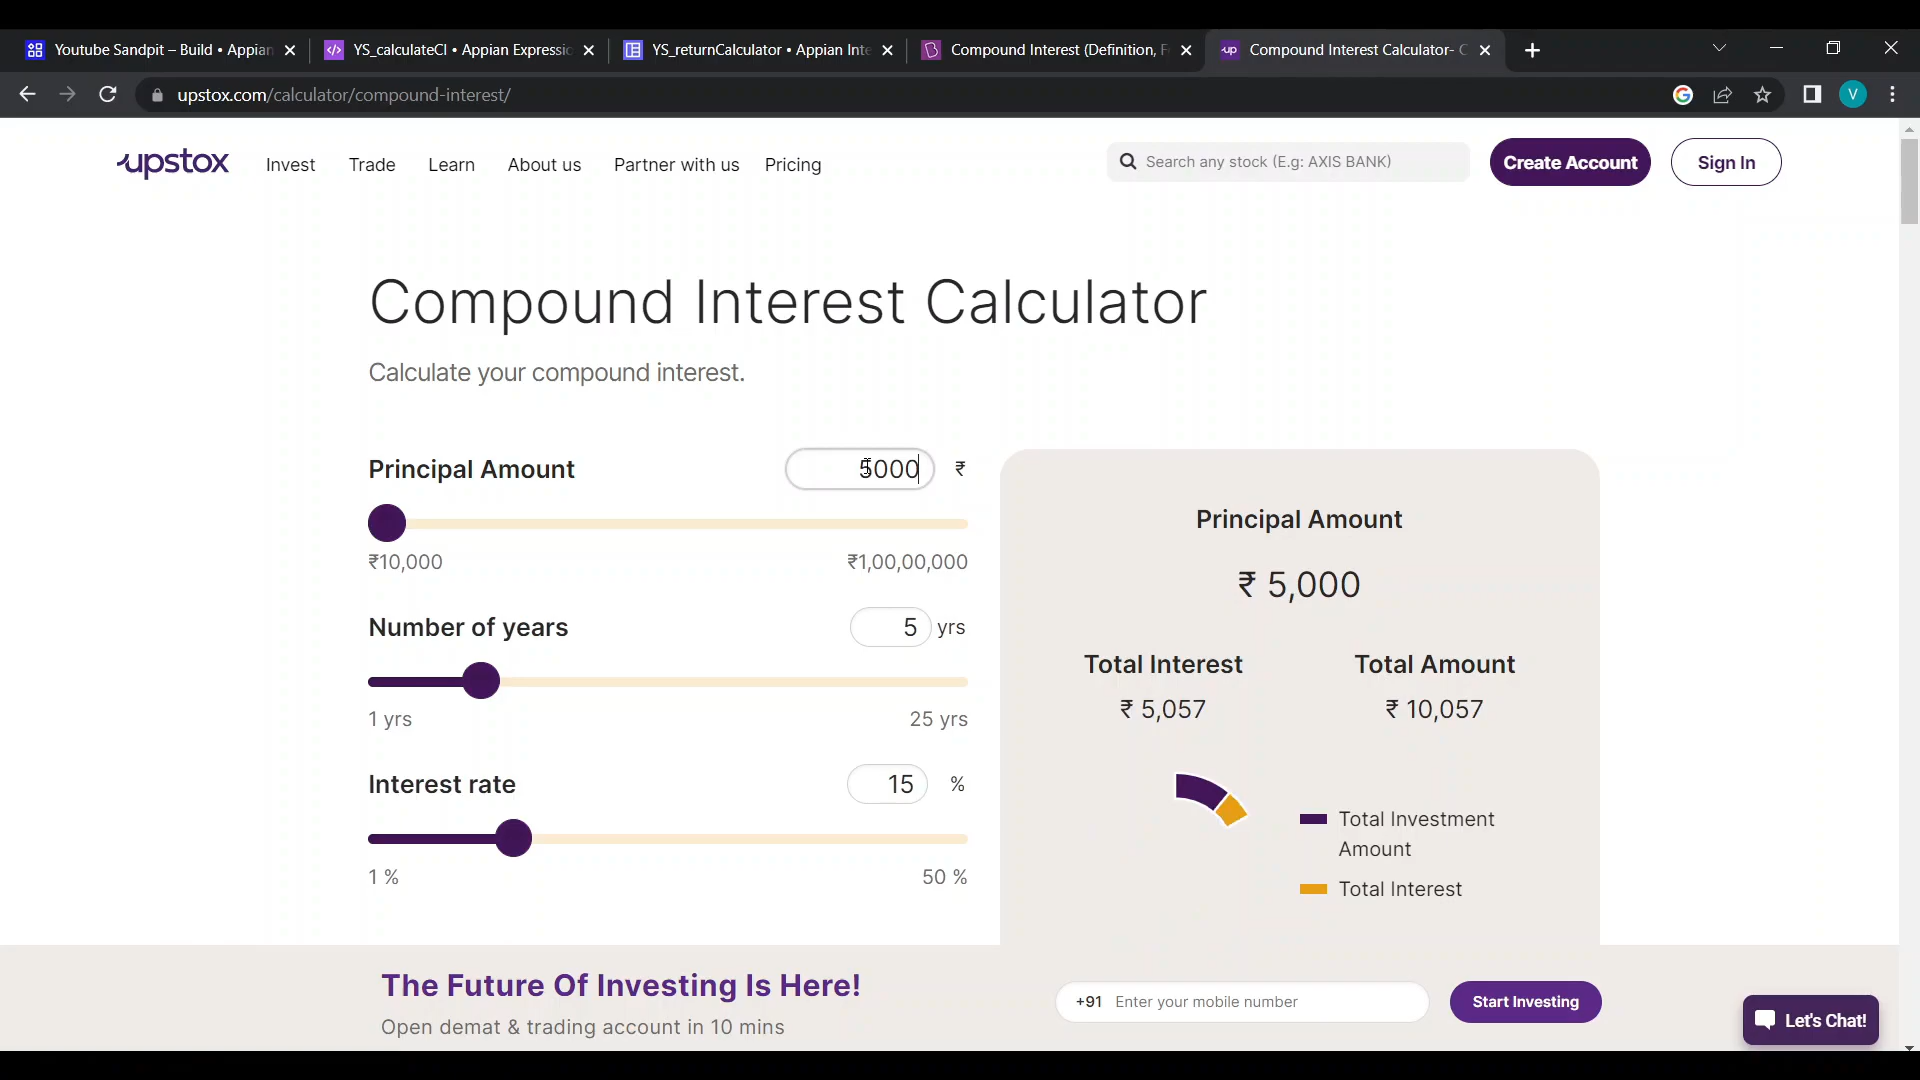 Youtube Sandpit – Build • Appian
YS_calculateCI • Appian Expressio
YS_returnCalculator • Appian Inte
Compound Interest (Definition, F
Compound Interest Calculator- C
upstox.com/calculator/compound-interest/
V
upstox
Invest
Trade
Learn
About us
Partner with us
Pricing
Search any stock (E.g: AXIS BANK)
Create Account
Sign In
Compound Interest Calculator
Calculate your compound interest.
Principal Amount
5000 ₹
₹10,000
₹1,00,00,000
Number of years
5 yrs
1 yrs
25 yrs
Interest rate
15 %
1 %
50 %
Principal Amount
₹ 5,000
Total Interest
₹ 5,057
Total Amount
₹ 10,057
Total Investment
Amount
Total Interest
The Future Of Investing Is Here!
Open demat & trading account in 10 mins
+91 Enter your mobile number
Start Investing
Let's Chat!